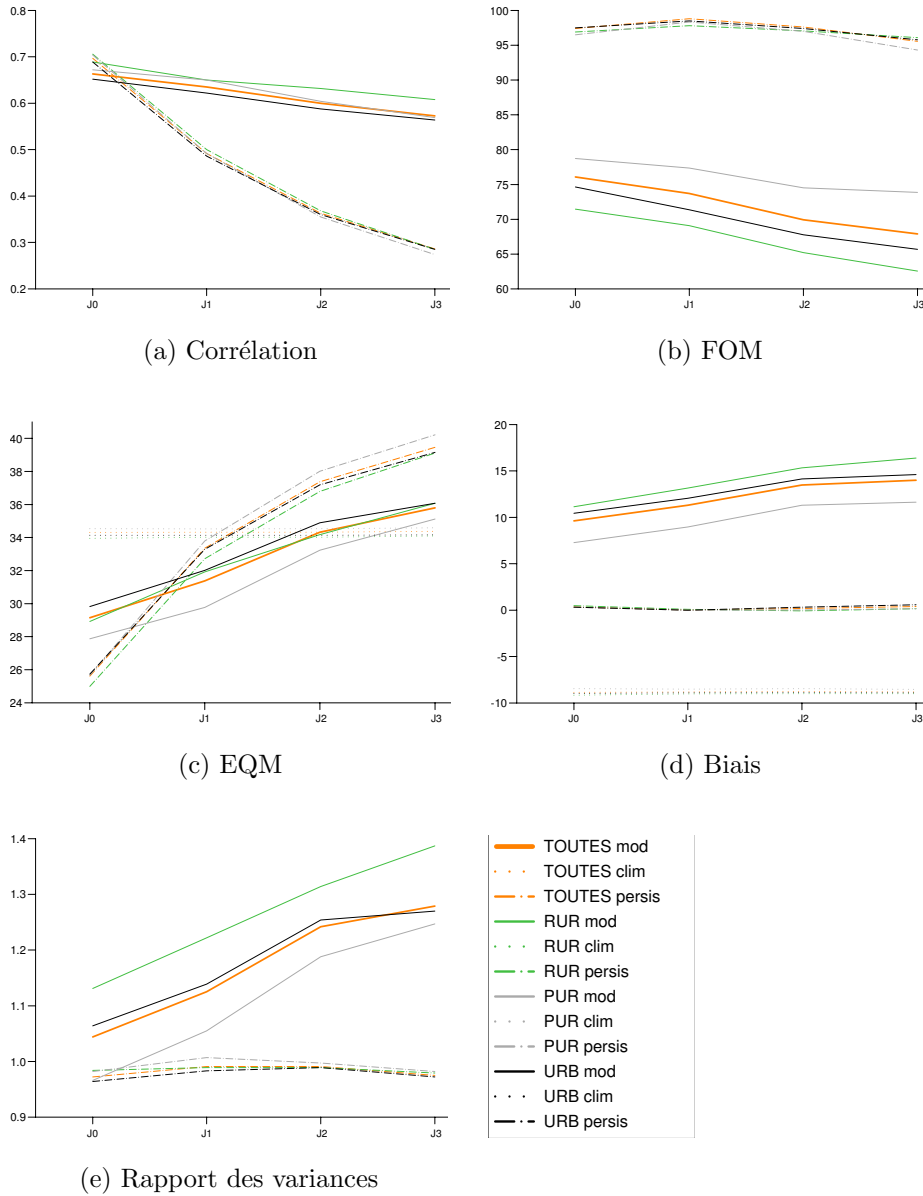 0.8
0.7
0.6
0.5
0.4
0.3
0.2
J0 J1 J2 J3
(a) Corrélation
100
95
90
85
80
75
70
65
60
J0 J1 J2 J3
(b) FOM
40
38
36
34
32
30
28
26
24
J0 J1 J2 J3
(c) EQM
20
15
10
5
0
-5
-10
J0 J1 J2 J3
(d) Biais
1.4
1.3
1.2
1.1
1.0
0.9
J0 J1 J2 J3
(e) Rapport des variances
TOUTES mod
TOUTES clim
TOUTES persis
RUR mod
RUR clim
RUR persis
PUR mod
PUR clim
PUR persis
URB mod
URB clim
URB persis